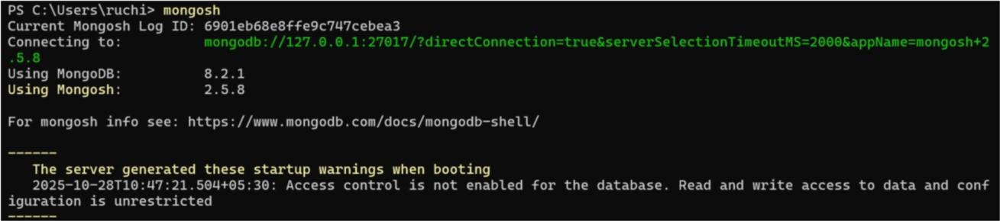 PS C:\Users\ruchi> mongosh
Current Mongosh Log ID: 6901eb68e8ffe9c747cebea3
Connecting to:          mongodb://127.0.0.1:27017/?directConnection=true&serverSelectionTimeoutMS=2000&appName=mongosh+2
.5.8
Using MongoDB:          8.2.1
Using Mongosh:          2.5.8
For mongosh info see: https://www.mongodb.com/docs/mongodb-shell/
------
   The server generated these startup warnings when booting
   2025-10-28T10:47:21.504+05:30: Access control is not enabled for the database. Read and write access to data and conf
iguration is unrestricted
------